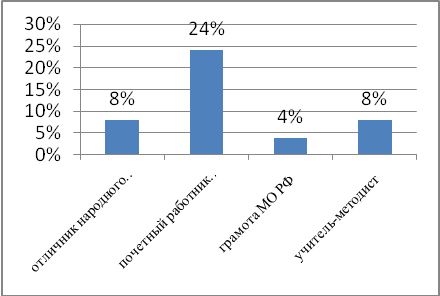 30%
25%
20%
15%
10%
5%
0%
8%
24%
4%
8%
отличник народного..
почетный работник..
грамота МО РФ
учитель-методист